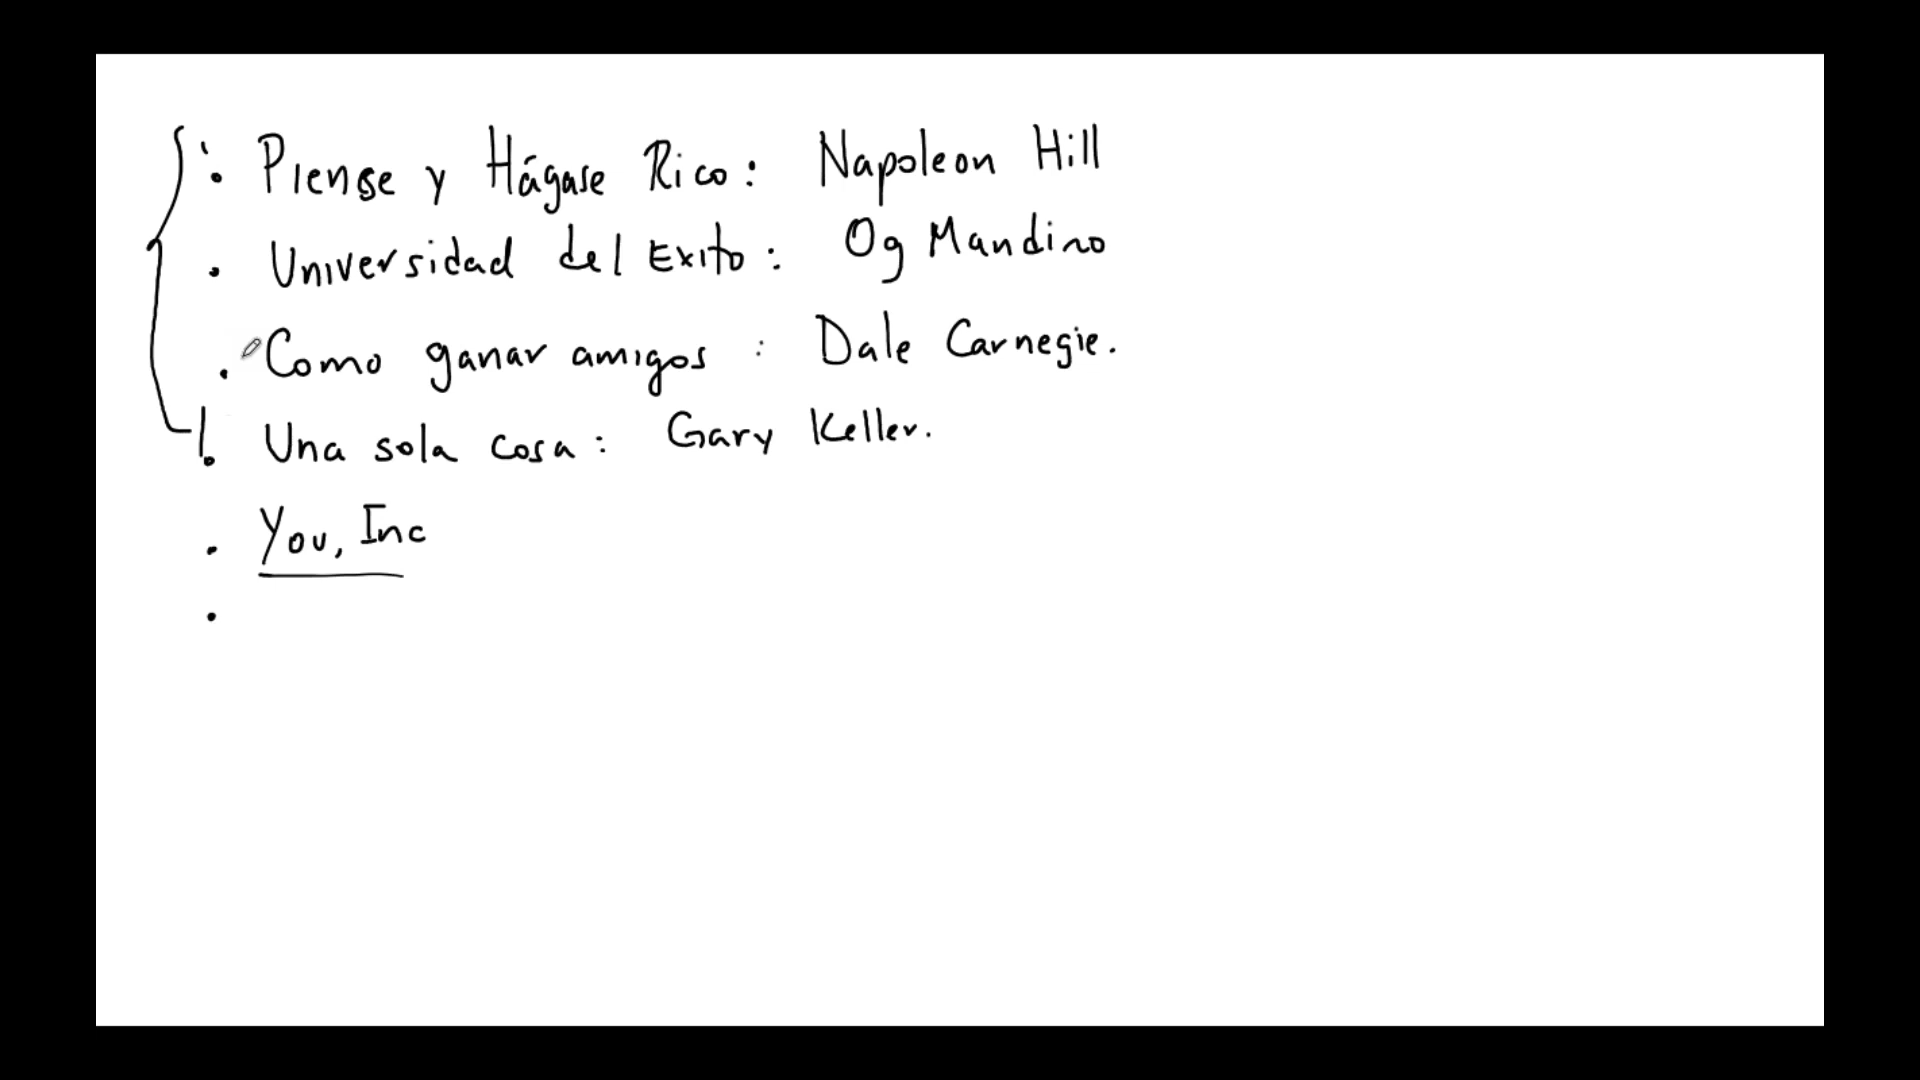 • Piense y Hágase Rico: Napoleon Hill
• Universidad del Exito: Og Mandino
• Como ganar amigos : Dale Carnegie.
• Una sola cosa: Gary Keller.
• You, Inc
•